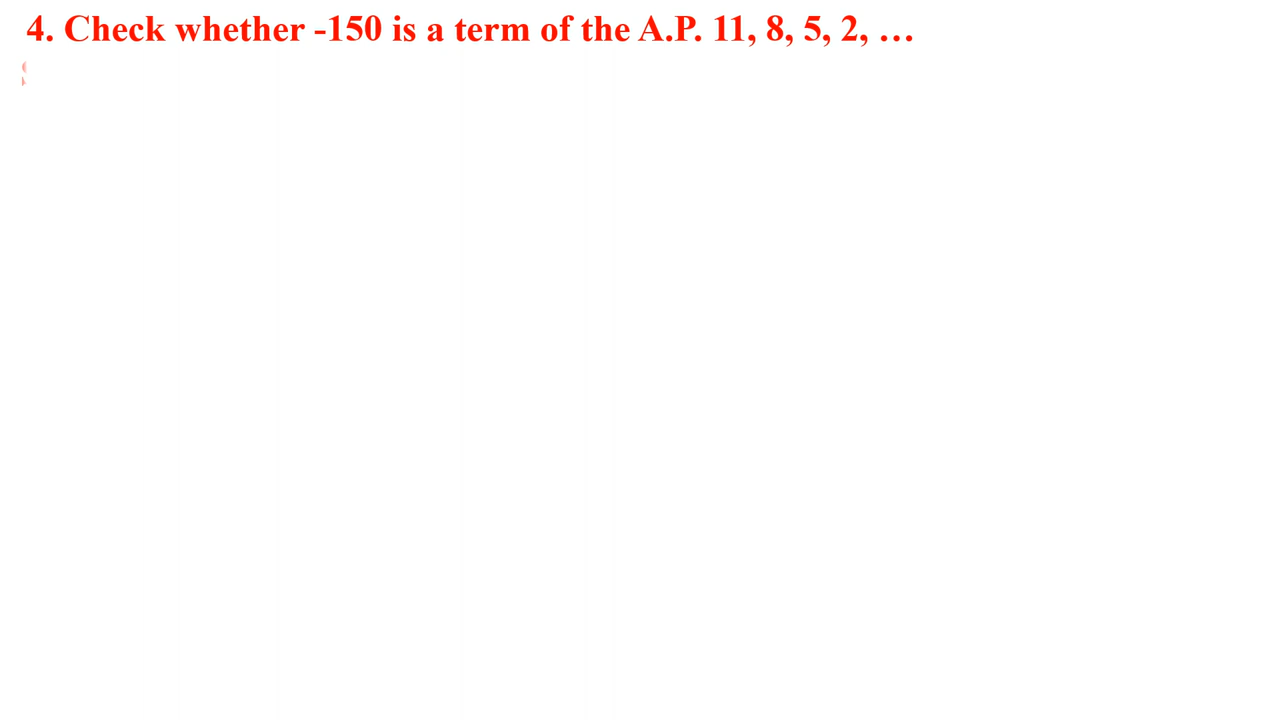 4. Check whether -150 is a term of the A.P. 11, 8, 5, 2, …